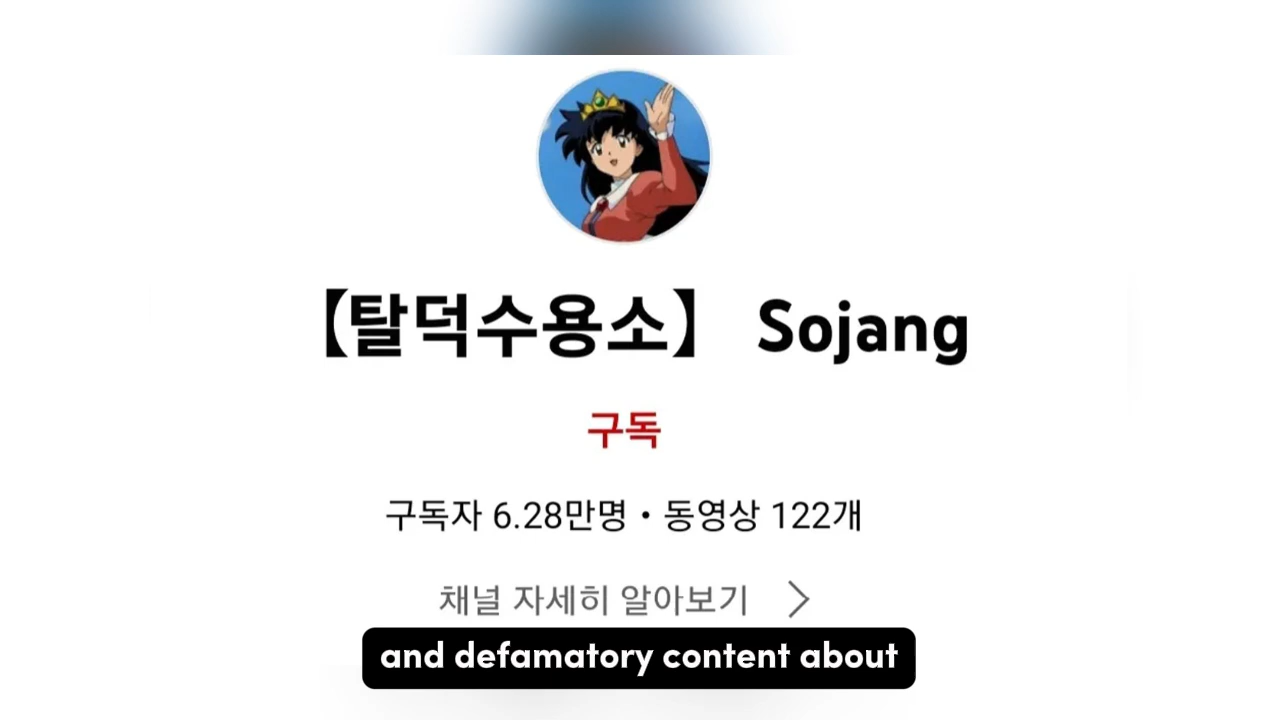 【탈덕수용소】 Sojang
구독
구독자 6.28만명 • 동영상 122개
채널 자세히 알아보기
and defamatory content about